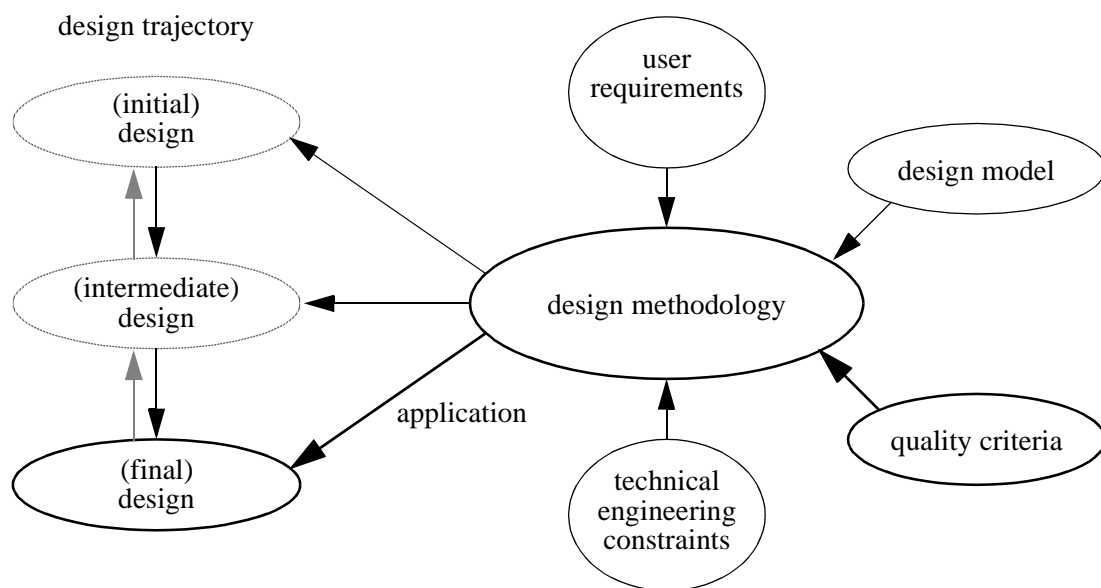 design trajectory
(initial)
design
(intermediate)
design
(final)
design
application
user
requirements
design model
design methodology
quality criteria
technical
engineering
constraints